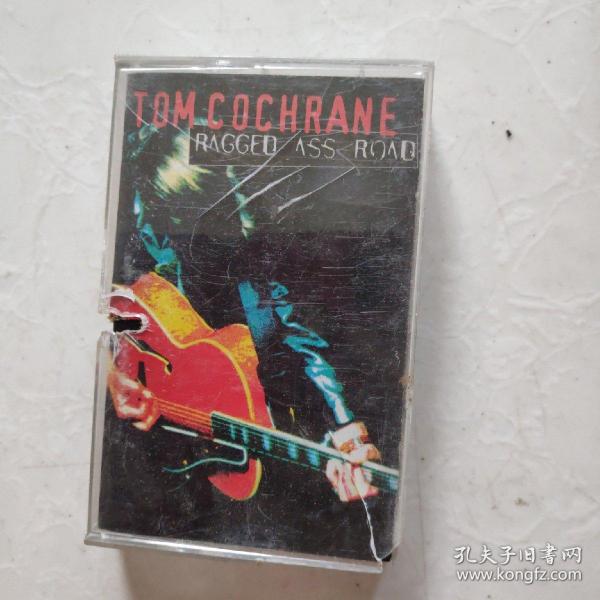 TOM COCHRANE
RAGGED ASS ROAD
孔夫子旧书网
www.kongfz.com